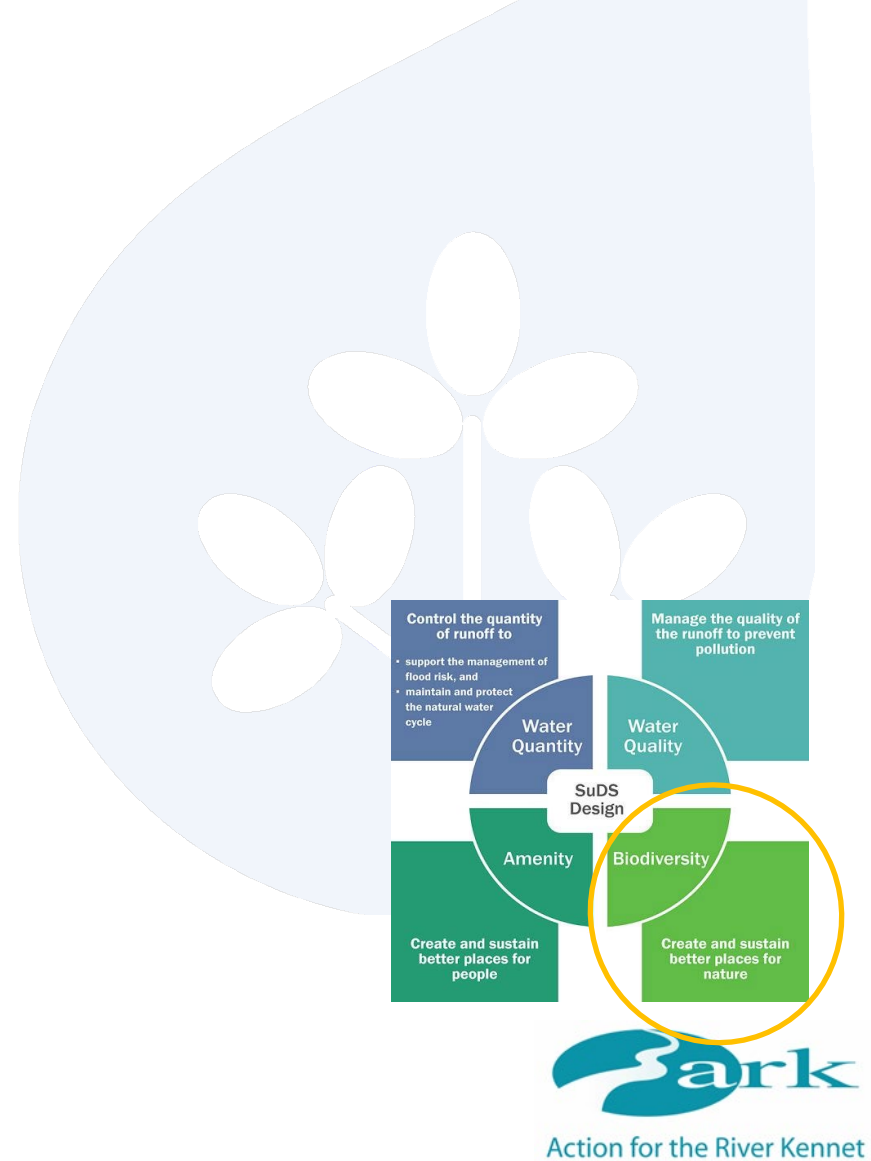 Control the quantity
of runoff to
• support the management of
flood risk, and
• maintain and protect
the natural water
cycle
Manage the quality of
the runoff to prevent
pollution
Water
Quantity
Water
Quality
SuDS
Design
Amenity
Biodiversity
Create and sustain
better places for
people
Create and sustain
better places for
nature
ark
Action for the River Kennet